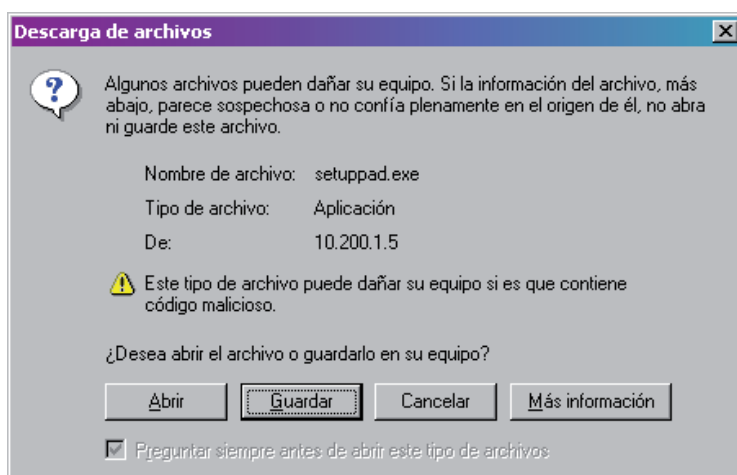 Descarga de archivos
Algunos archivos pueden dañar su equipo. Si la información del archivo, más
abajo, parece sospechosa o no confía plenamente en el origen de él, no abra
ni guarde este archivo.
Nombre de archivo: setuppad.exe
Tipo de archivo: Aplicación
De: 10.200.1.5
Este tipo de archivo puede dañar su equipo si es que contiene
código malicioso.
¿Desea abrir el archivo o guardarlo en su equipo?
Abrir Guardar Cancelar Más información
Preguntar siempre antes de abrir este tipo de archivos